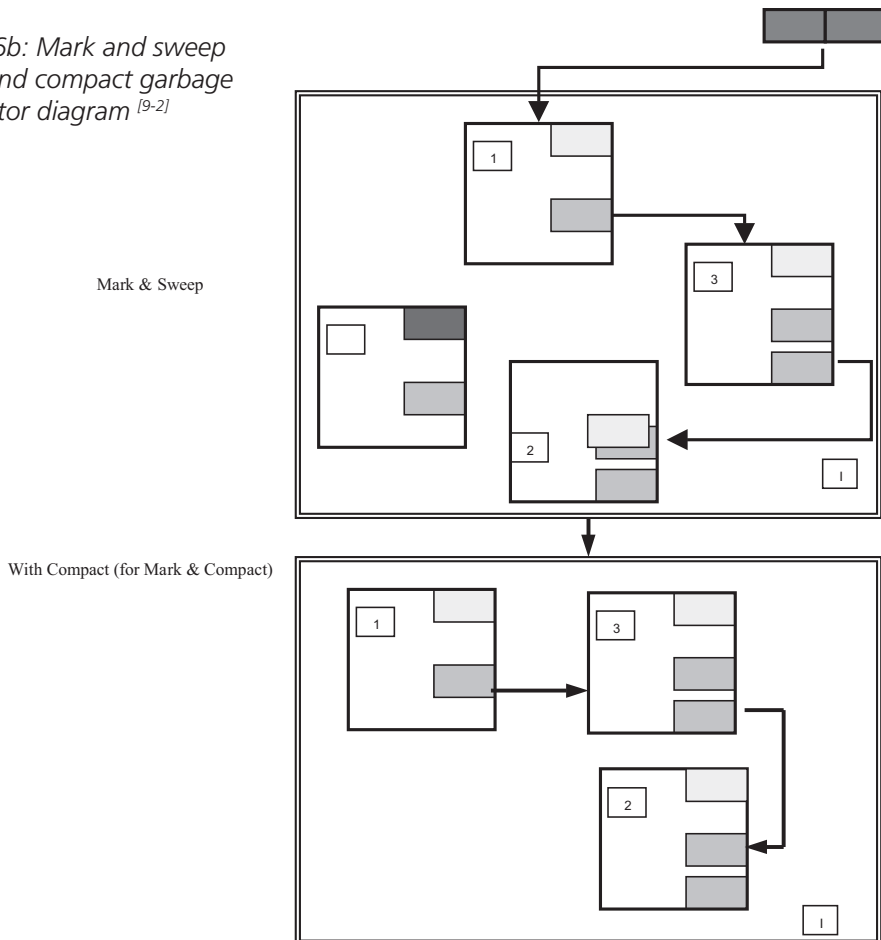 6b: Mark and sweep
nd compact garbage
tor diagram [9-2]
1
3
Mark & Sweep
2
I
With Compact (for Mark & Compact)
1
3
2
I